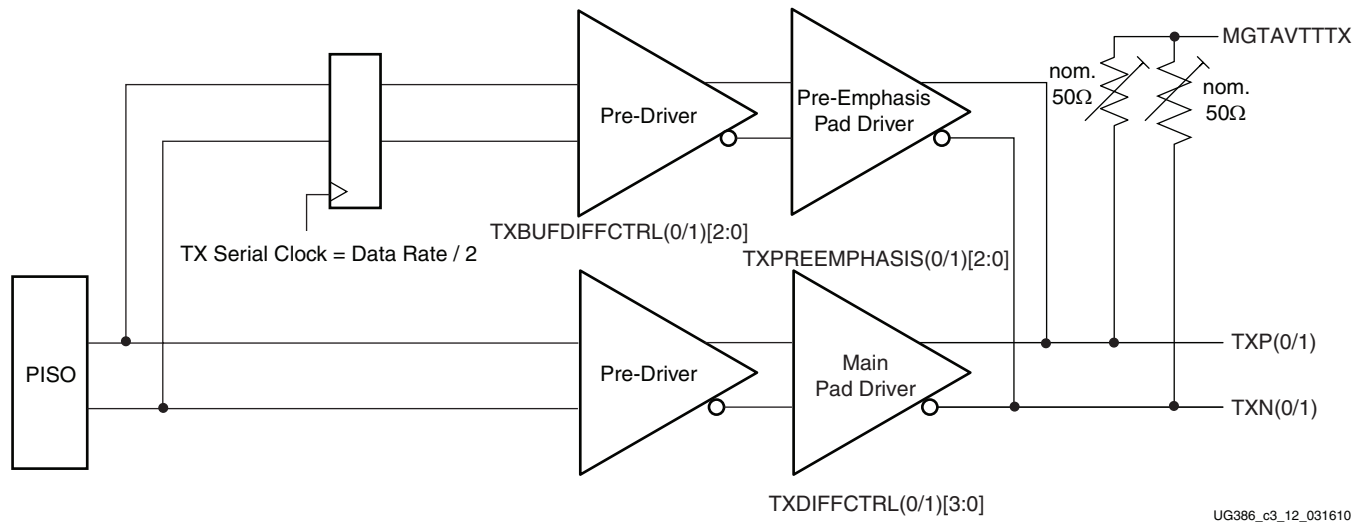 MGTAVTTTX
nom.
50Ω
nom.
50Ω
Pre-Driver
Pre-Emphasis
Pad Driver
TXBUFDIFFCTRL(0/1)[2:0]
TX Serial Clock = Data Rate / 2
TXPREEMPHASIS(0/1)[2:0]
PISO
Pre-Driver
Main
Pad Driver
TXP(0/1)
TXN(0/1)
TXDIFFCTRL(0/1)[3:0]
UG386_c3_12_031610